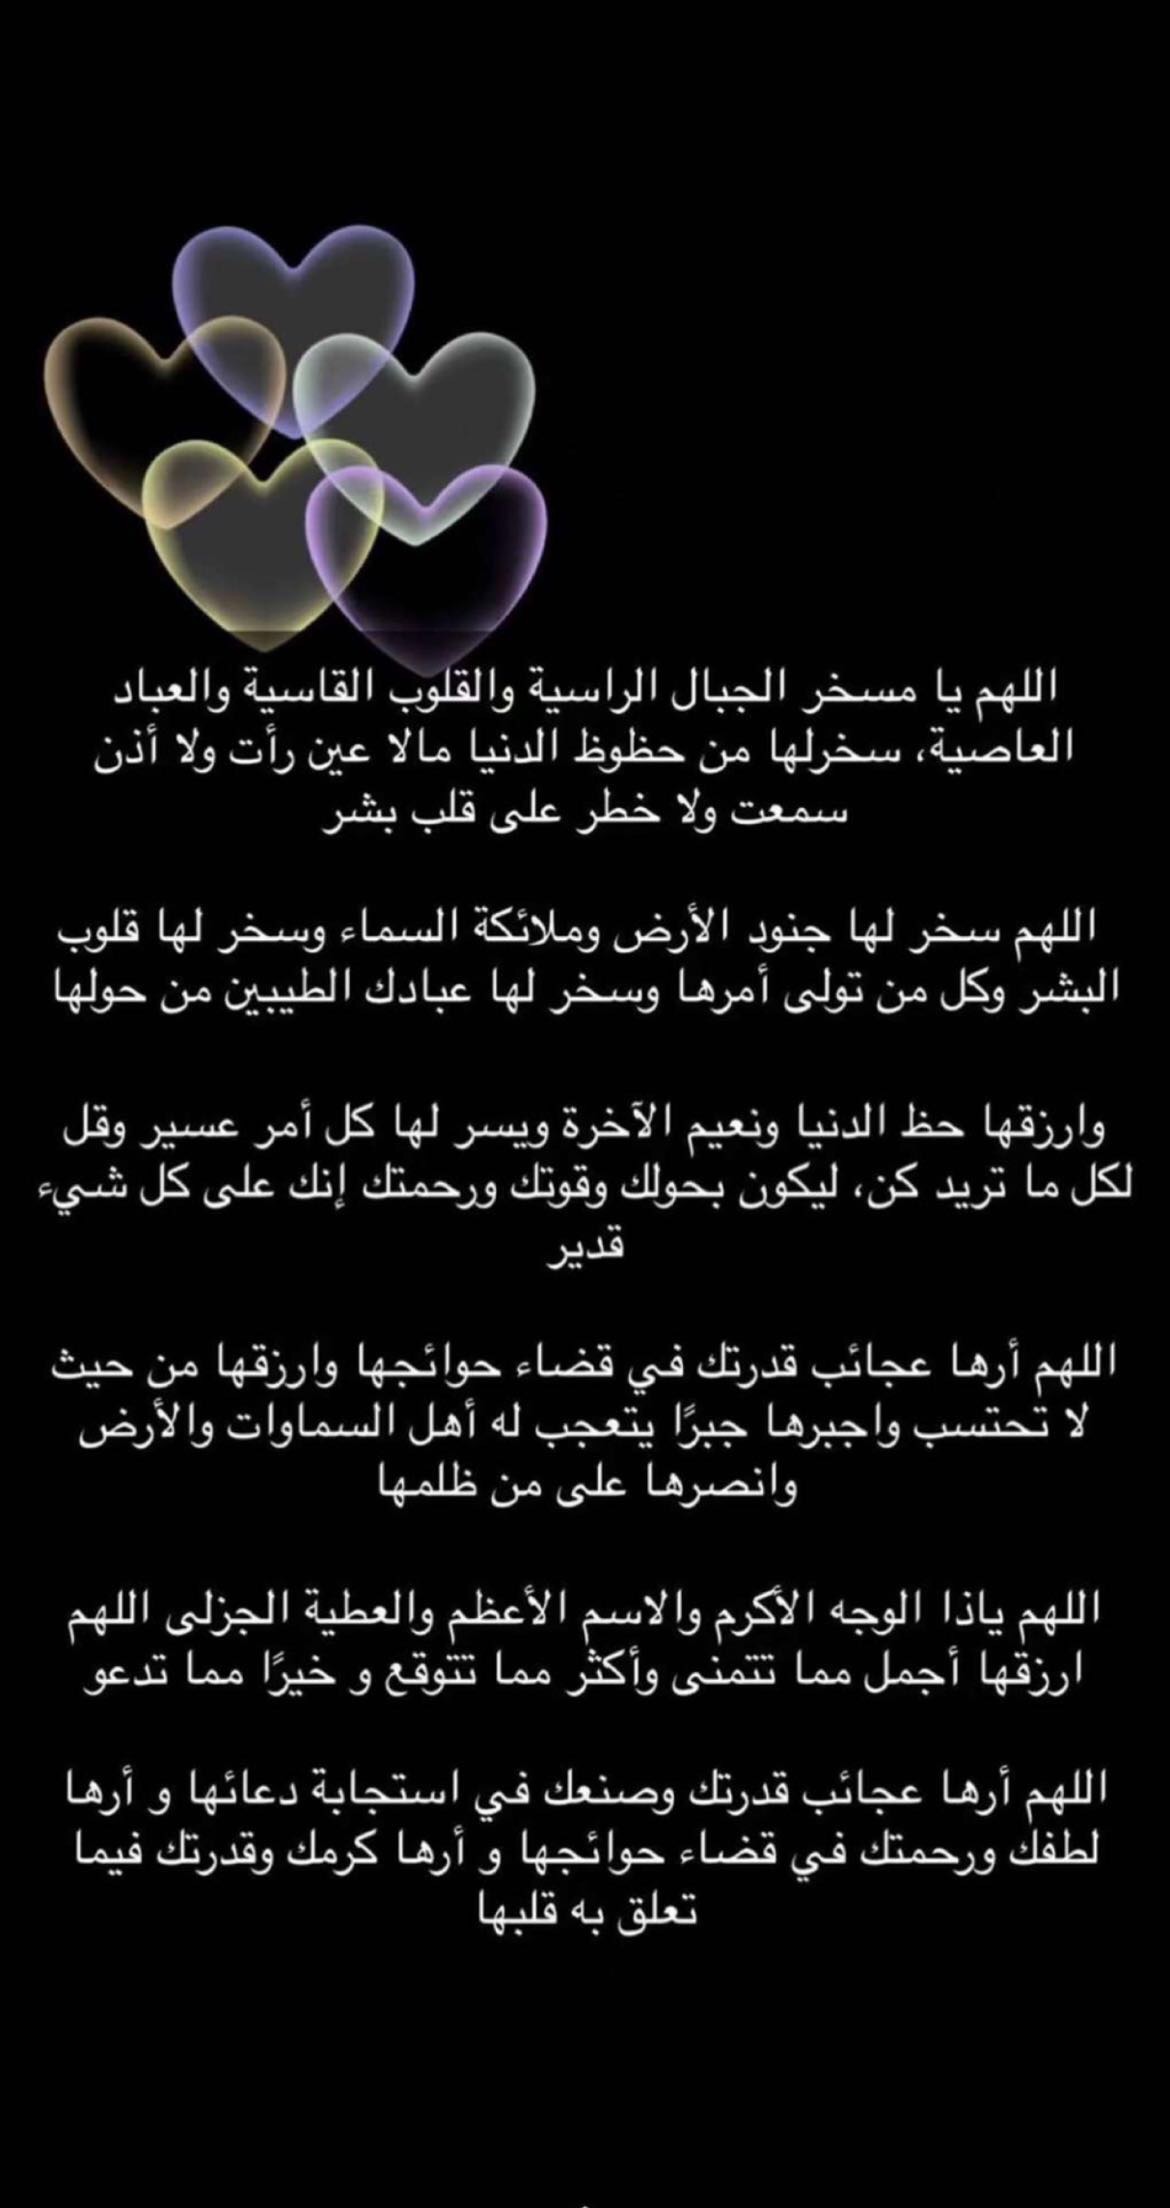 اللهم يا مسخر الجبال الراسية والقلوب القاسية والعباد
العاصية، سخرلها من حظوظ الدنيا مالا عين رأت ولا أذن
سمعت ولا خطر على قلب بشر
اللهم سخر لها جنود الأرض وملائكة السماء وسخر لها قلوب
البشر وكل من تولى أمرها وسخر لها عبادك الطيبين من حولها
وارزقها حظ الدنيا ونعيم الآخرة ويسر لها كل أمر عسير وقل
لكل ما تريد كن، ليكون بحولك وقوتك ورحمتك إنك على كل شيء
قدير
اللهم أرها عجائب قدرتك في قضاء حوائجها وارزقها من حيث
لا تحتسب واجبرها جبرًا يتعجب له أهل السماوات والأرض
وانصرها على من ظلمها
اللهم ياذا الوجه الأكرم والاسم الأعظم والعطية الجزلى اللهم
ارزقها أجمل مما تتمنى وأكثر مما تتوقع و خيرًا مما تدعو
اللهم أرها عجائب قدرتك وصنعك في استجابة دعائها و أرها
لطفك ورحمتك في قضاء حوائجها و أرها كرمك وقدرتك فيما
تعلق به قلبها